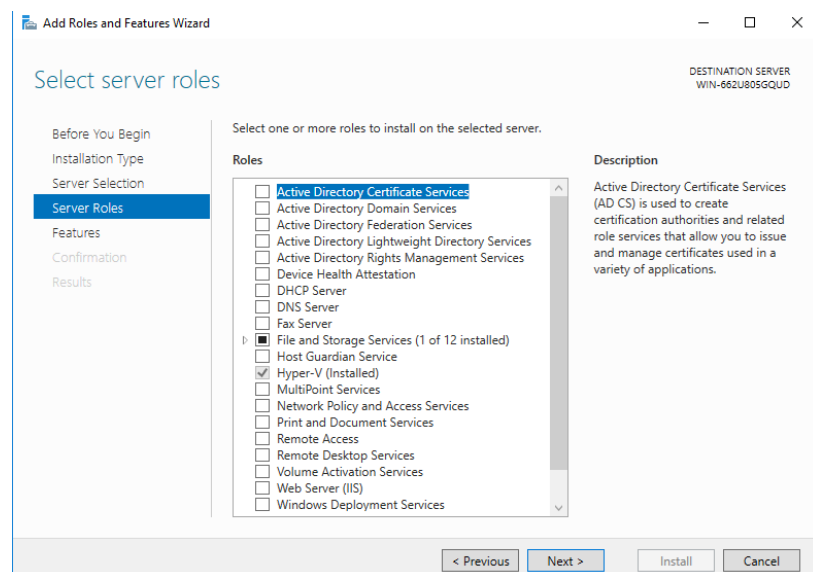 Add Roles and Features Wizard
Select server roles
DESTINATION SERVER
WIN-662U805GQUD
Before You Begin
Installation Type
Server Selection
Server Roles
Features
Confirmation
Results
Select one or more roles to install on the selected server.
Roles
Active Directory Certificate Services
Active Directory Domain Services
Active Directory Federation Services
Active Directory Lightweight Directory Services
Active Directory Rights Management Services
Device Health Attestation
DHCP Server
DNS Server
Fax Server
File and Storage Services (1 of 12 installed)
Host Guardian Service
Hyper-V (Installed)
MultiPoint Services
Network Policy and Access Services
Print and Document Services
Remote Access
Remote Desktop Services
Volume Activation Services
Web Server (IIS)
Windows Deployment Services
Description
Active Directory Certificate Services
(AD CS) is used to create
certification authorities and related
role services that allow you to issue
and manage certificates used in a
variety of applications.
< Previous
Next >
Install
Cancel